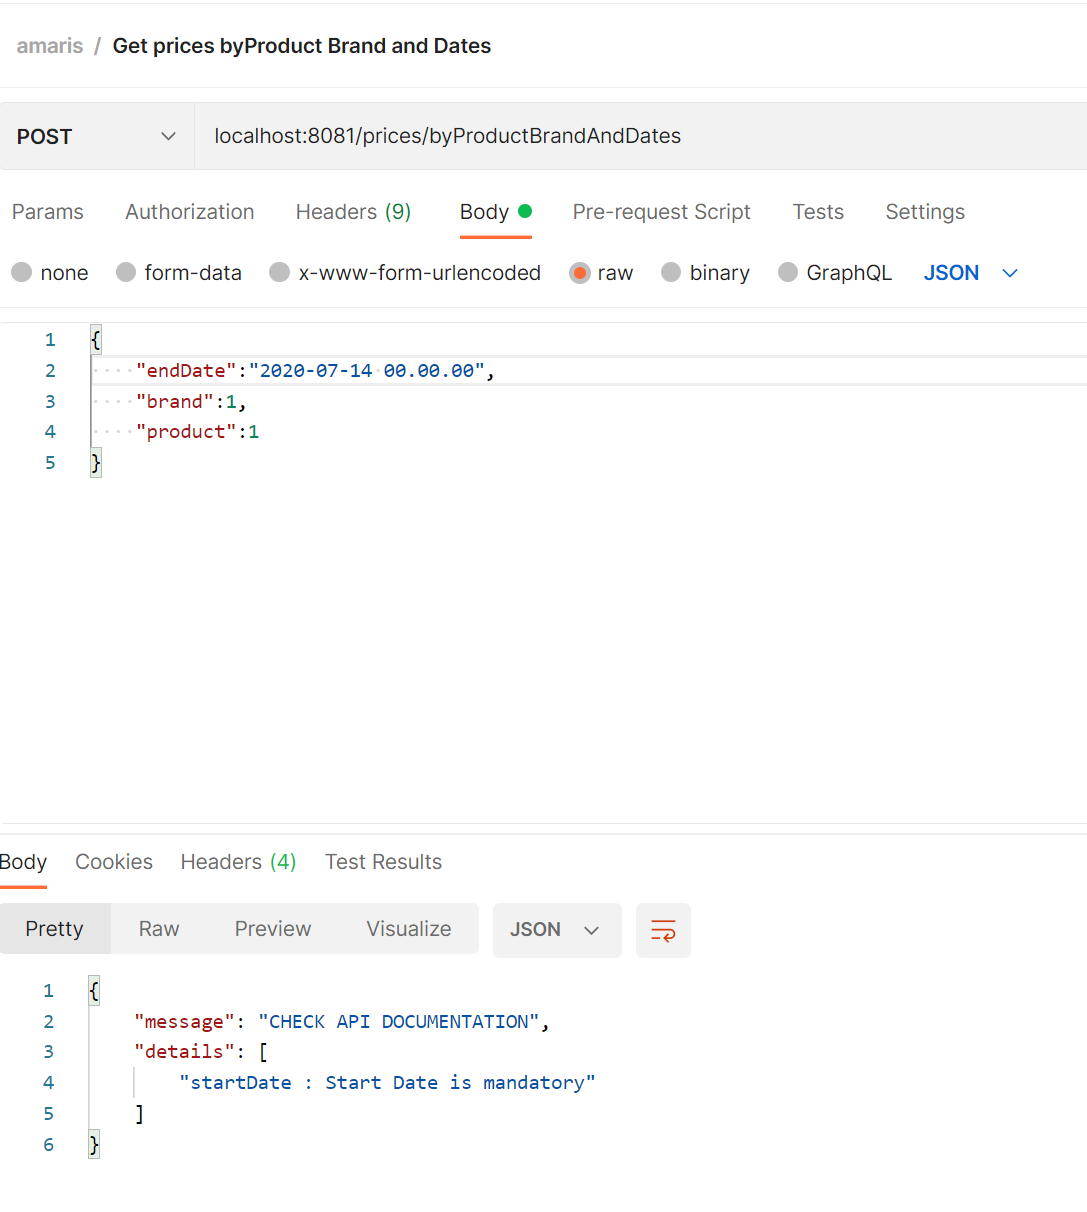 amaris / Get prices byProduct Brand and Dates
POST localhost:8081/prices/byProductBrandAndDates
Params Authorization Headers (9) Body Pre-request Script Tests Settings
none form-data x-www-form-urlencoded raw binary GraphQL JSON
1 {
2 ····"endDate":"2020-07-14·00.00.00",
3 ····"brand":1,
4 ····"product":1
5 }
Body Cookies Headers (4) Test Results
Pretty Raw Preview Visualize JSON
1 {
2 "message": "CHECK API DOCUMENTATION",
3 "details": [
4 "startDate : Start Date is mandatory"
5 ]
6 }